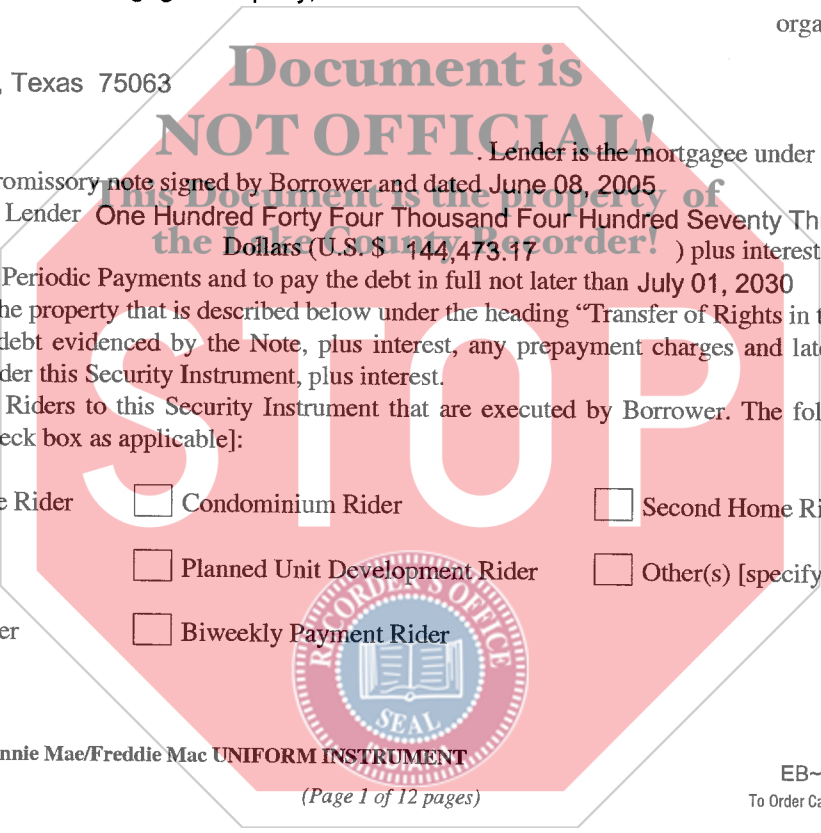 orga
, Texas 75063
Document is
NOT OFFICIAL!
. Lender is the mortgagee under
romissory note signed by Borrower and dated June 08, 2005
This Document is the property of
Lender One Hundred Forty Four Thousand Four Hundred Seventy Th
the Lake County Recorder!
Dollars (U.S. $ 144,473.17 ) plus interest
Periodic Payments and to pay the debt in full not later than July 01, 2030
he property that is described below under the heading “Transfer of Rights in t
debt evidenced by the Note, plus interest, any prepayment charges and late
der this Security Instrument, plus interest.
Riders to this Security Instrument that are executed by Borrower. The fol
eck box as applicable]:
STOP
e Rider Condominium Rider Second Home Ri
Planned Unit Development Rider Other(s) [specify
er Biweekly Payment Rider
RECORDER'S OFFICE
SEAL
INDIANA
nnie Mae/Freddie Mac UNIFORM INSTRUMENT
EB~
(Page 1 of 12 pages)
To Order Ca